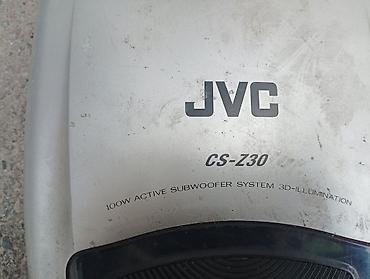 JVC
CS-Z30
100W ACTIVE SUBWOOFER SYSTEM 3D-ILLUMINATION